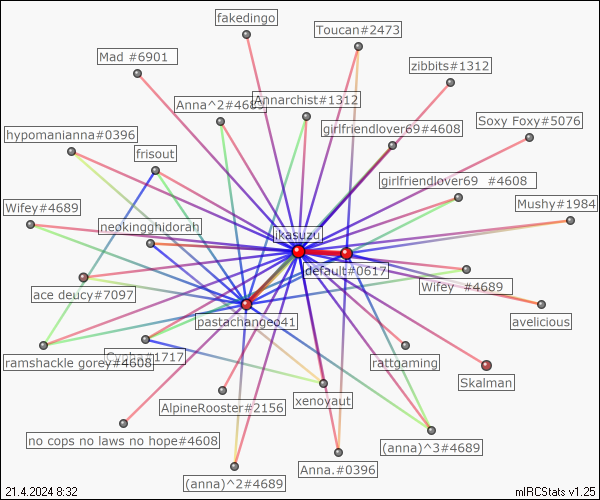 fakedingo
Toucan#2473
Mad #6901
zibbits#1312
Anna^2#4689
Annarchist#1312
Soxy Foxy#5076
girlfriendlover69#4608
hypomanianna#0396
frisout
girlfriendlover69 #4608
Wifey#4689
Mushy#1984
neokingghidorah
ikasuzu
default#0617
Wifey #4689
ace deucy#7097
pastachangeo41
avelicious
ramshackle gorey#4608
#1717
rattgaming
Skalman
AlpineRooster#2156
xenoyaut
no cops no laws no hope#4608
(anna)^3#4689
Anna.#0396
(anna)^2#4689
21.4.2024 8:32
mIRCStats v1.25